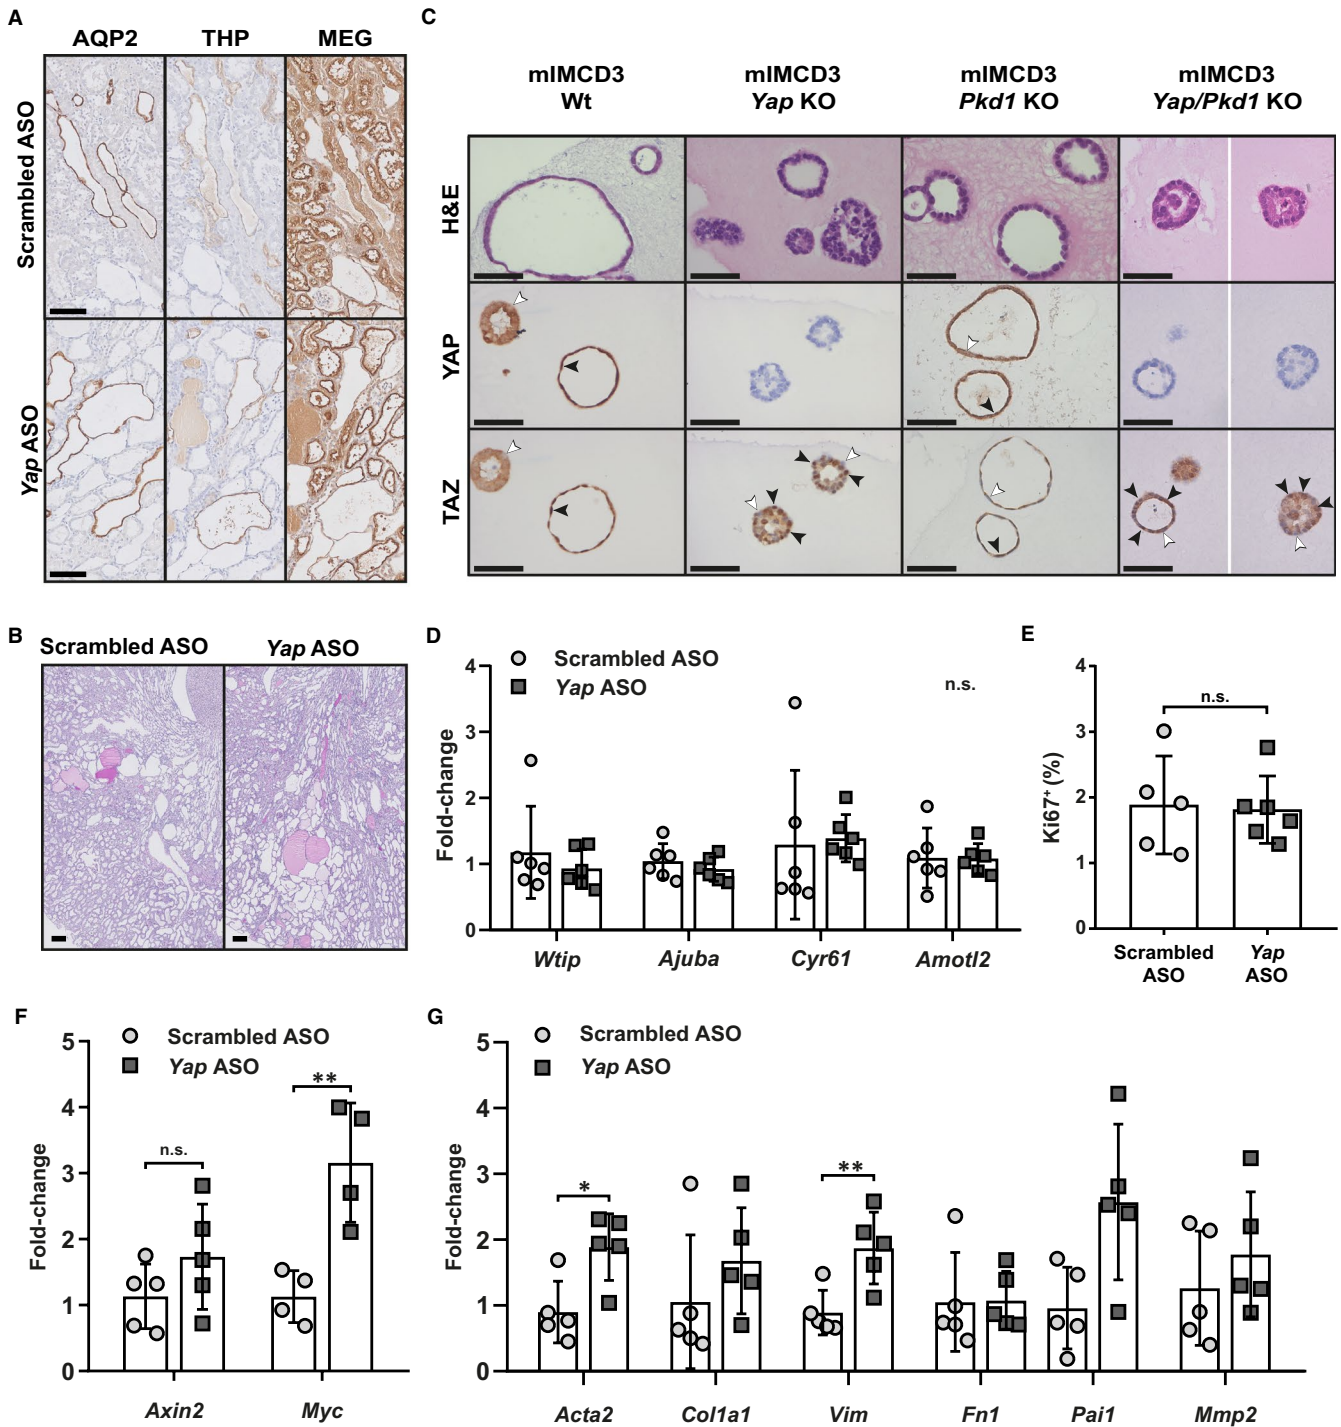 A
AQP2 THP MEG
Scrambled ASO
Yap ASO
B
Scrambled ASO Yap ASO
C
mIMCD3 mIMCD3 mIMCD3 mIMCD3
Wt Yap KO Pkd1 KO Yap/Pkd1 KO
H&E
YAP
TAZ
D
Scrambled ASO
Yap ASO
n.s.
Fold-change
4
3
2
1
0
Wtip Ajuba Cyr61 Amotl2
E
n.s.
Ki67+ (%)
4
3
2
1
0
Scrambled Yap
ASO ASO
F
Scrambled ASO
Yap ASO
n.s. **
Fold-change
5
4
3
2
1
0
Axin2 Myc
G
Scrambled ASO
Yap ASO
* **
Fold-change
5
4
3
2
1
0
Acta2 Col1a1 Vim Fn1 Pai1 Mmp2